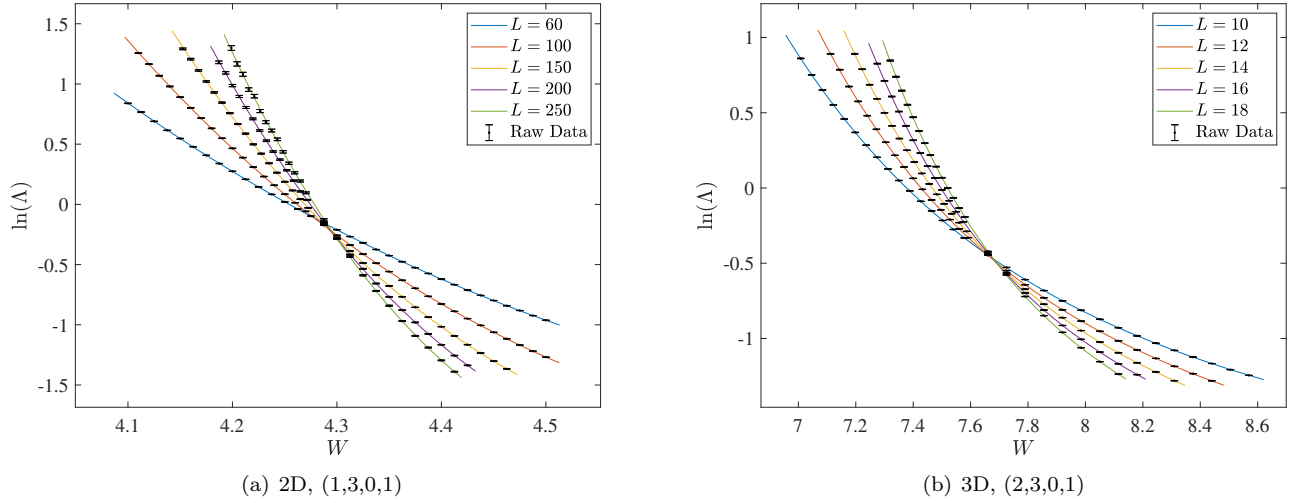 1.5
1
0.5
0
-0.5
-1
-1.5
ln(Λ)
4.1 4.2 4.3 4.4 4.5
W
L = 60
L = 100
L = 150
L = 200
L = 250
Raw Data
(a) 2D, (1,3,0,1)
1
0.5
0
-0.5
-1
ln(Λ)
7 7.2 7.4 7.6 7.8 8 8.2 8.4 8.6
W
L = 10
L = 12
L = 14
L = 16
L = 18
Raw Data
(b) 3D, (2,3,0,1)